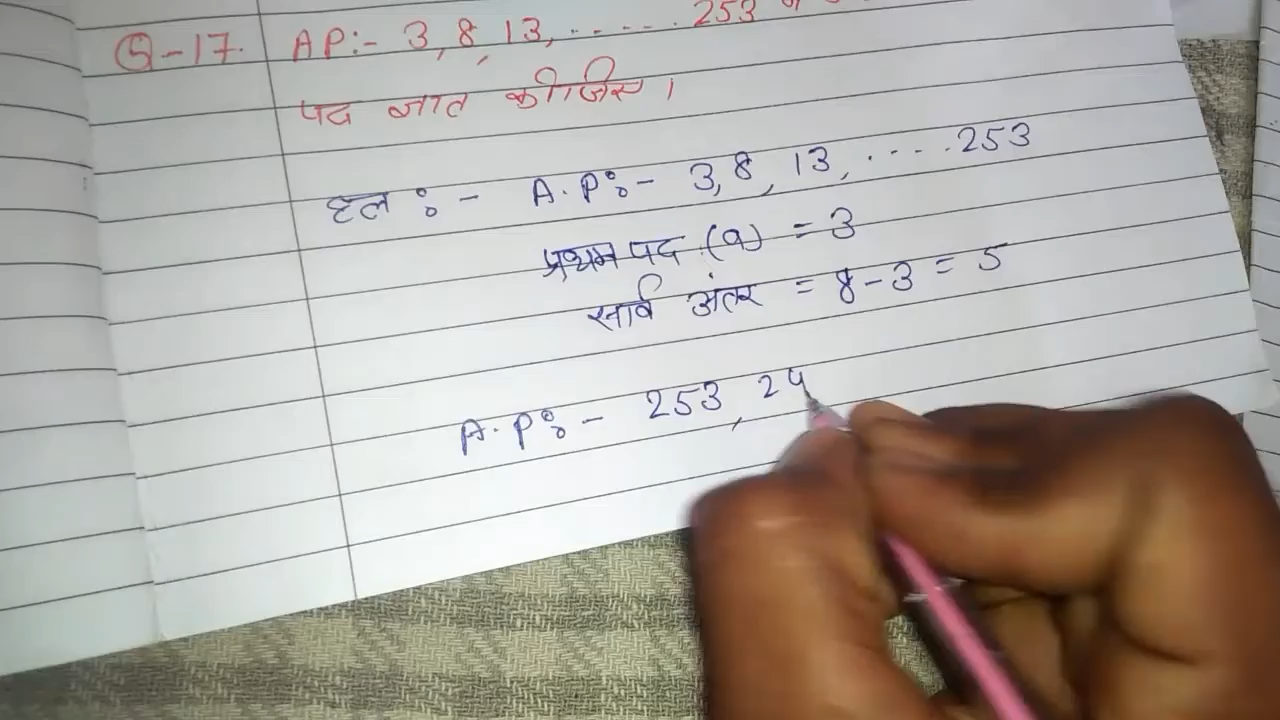 Q-17. AP:- 3, 8, 13, ...... 253
पद ज्ञात कीजिए।
हल :- A.P:- 3, 8, 13, .....253
प्रथम पद (a) = 3
सार्व अंतर = 8-3 = 5
A.P:- 253, 24